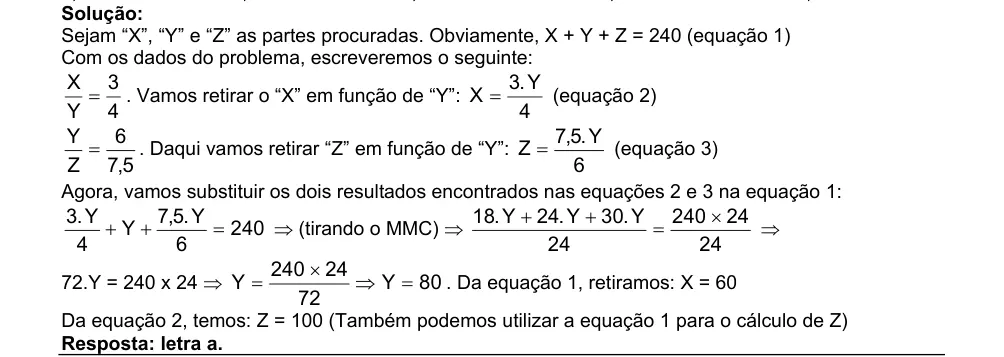 Solução:
Sejam “X”, “Y” e “Z” as partes procuradas. Obviamente, X + Y + Z = 240 (equação 1)
Com os dados do problema, escreveremos o seguinte:
X/Y = 3/4 . Vamos retirar o “X” em função de “Y”: X = 3.Y/4 (equação 2)
Y/Z = 6/7,5 . Daqui vamos retirar “Z” em função de “Y”: Z = 7,5.Y/6 (equação 3)
Agora, vamos substituir os dois resultados encontrados nas equações 2 e 3 na equação 1:
3.Y/4 + Y + 7,5.Y/6 = 240 ⇒ (tirando o MMC) ⇒ 18.Y + 24.Y + 30.Y/24 = 240 × 24/24 ⇒
72.Y = 240 x 24 ⇒ Y = 240 × 24/72 ⇒ Y = 80 . Da equação 1, retiramos: X = 60
Da equação 2, temos: Z = 100 (Também podemos utilizar a equação 1 para o cálculo de Z)
Resposta: letra a.